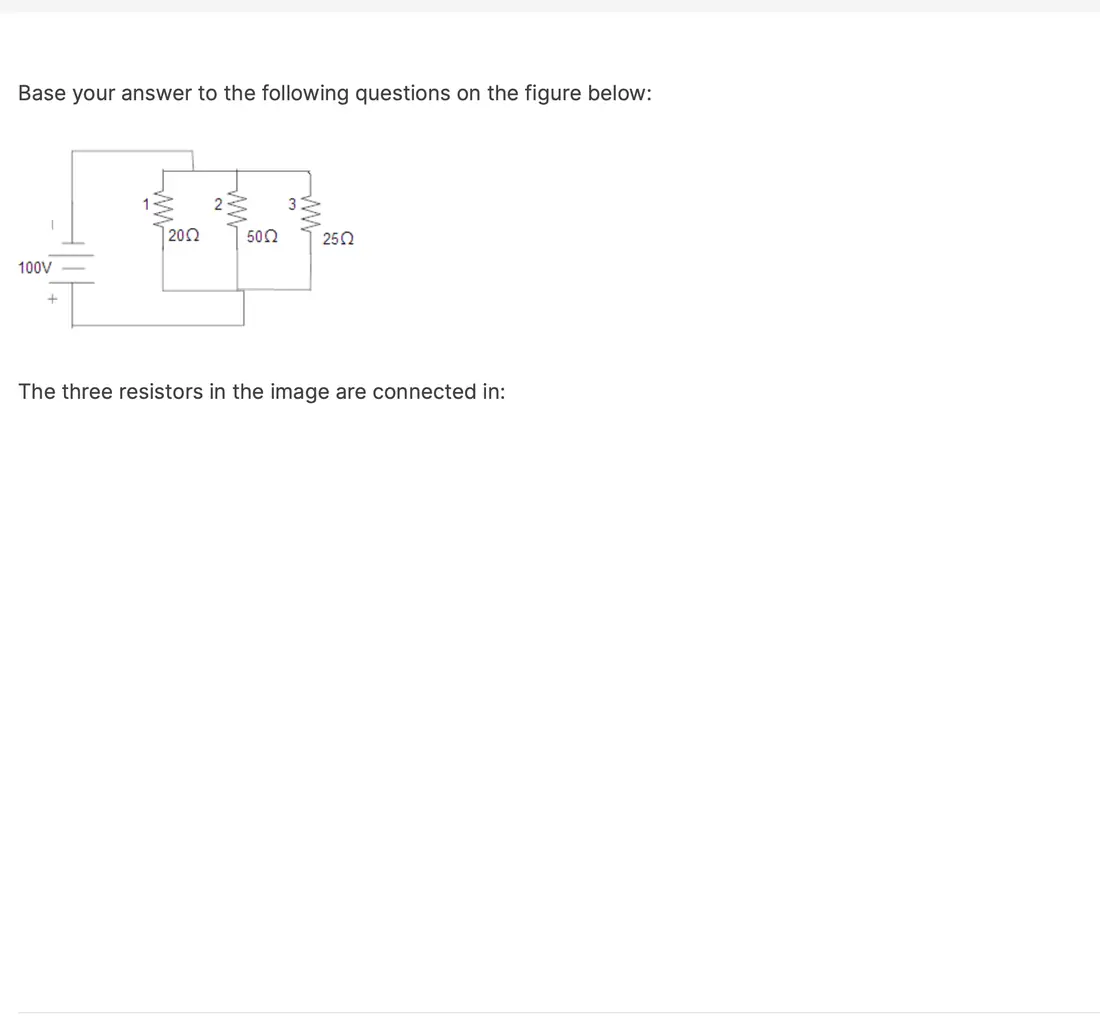 Base your answer to the following questions on the figure below:
1 2 3
20Ω 50Ω 25Ω
100V
+
The three resistors in the image are connected in: